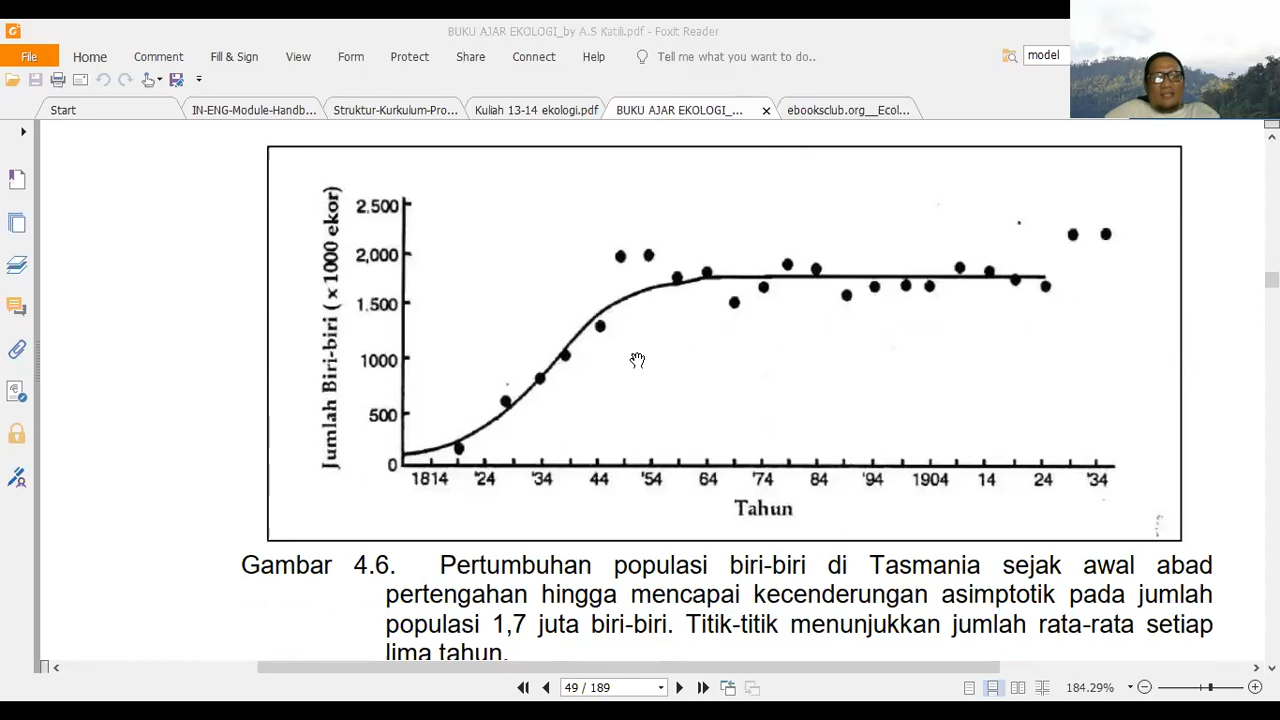 BUKU AJAR EKOLOGI_by A.S Katili.pdf - Foxit Reader
File Home Comment Fill & Sign View Form Protect Share Connect Help Tell me what you want to do.. model
Start IN-ENG-Module-Handb... Struktur-Kurkulum-Pro... Kuliah 13-14 ekologi.pdf BUKU AJAR EKOLOGI_... ebooksclub.org__Ecol...
Jumlah Biri-biri ( x 1000 ekor)
2.500
2,000
1.500
1000
500
0
1814 '24 '34 44 '54 64 '74 84 '94 1904 14 24 '34
Tahun
Gambar 4.6. Pertumbuhan populasi biri-biri di Tasmania sejak awal abad
pertengahan hingga mencapai kecenderungan asimptotik pada jumlah
populasi 1,7 juta biri-biri. Titik-titik menunjukkan jumlah rata-rata setiap
lima tahun.
49 / 189 184.29%